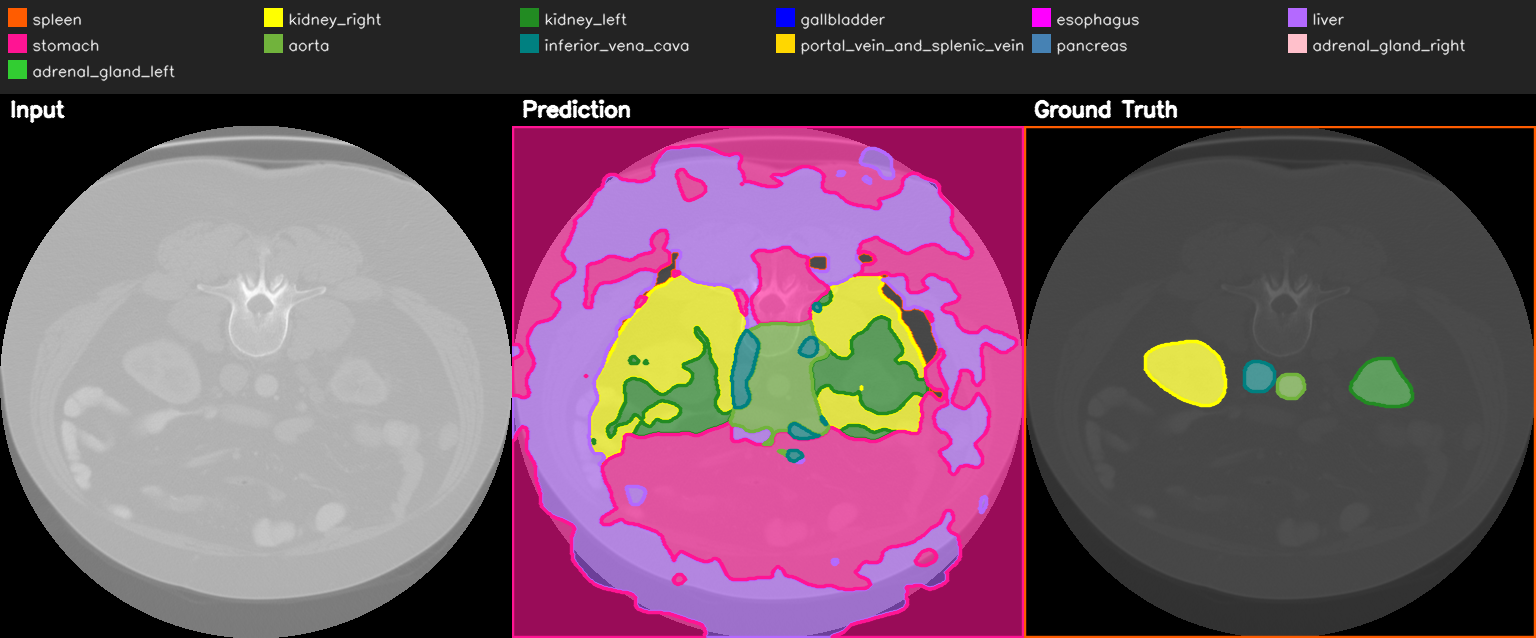 spleen kidney_right kidney_left gallbladder esophagus liver
stomach aorta inferior_vena_cava portal_vein_and_splenic_vein pancreas adrenal_gland_right
adrenal_gland_left
Input Prediction Ground Truth